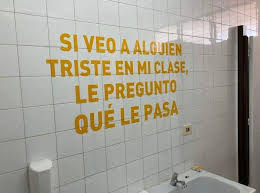 SI VEO A ALGUIEN
TRISTE EN MI CLASE,
LE PREGUNTO
QUÉ LE PASA